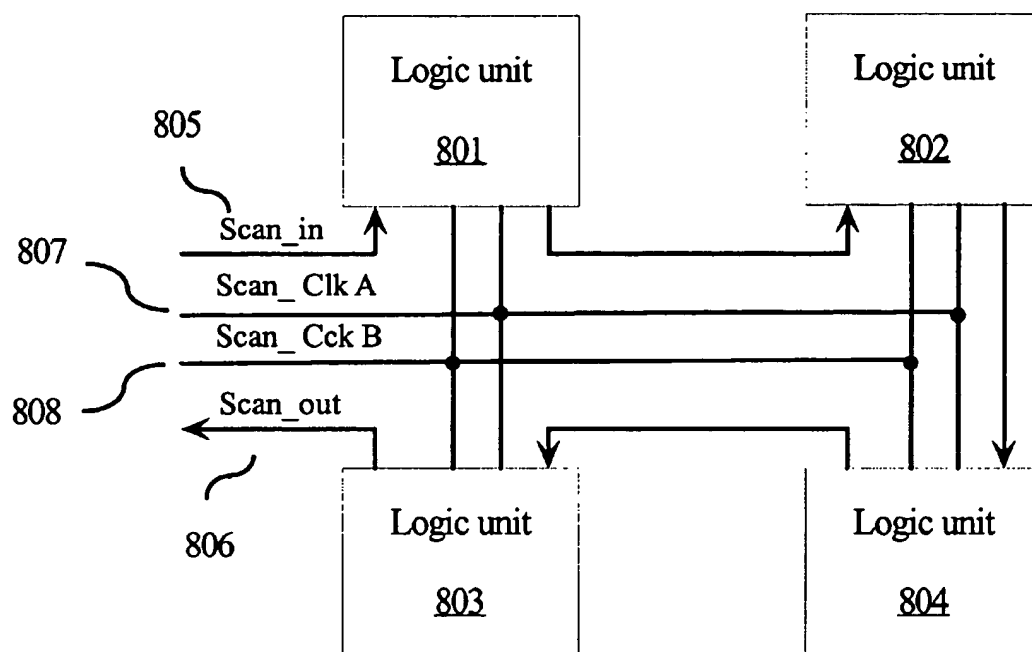 Logic unit
801
Logic unit
802
805
Scan_in
807
Scan_ Clk A
Scan_ Cck B
808
Scan_out
806
Logic unit
803
Logic unit
804